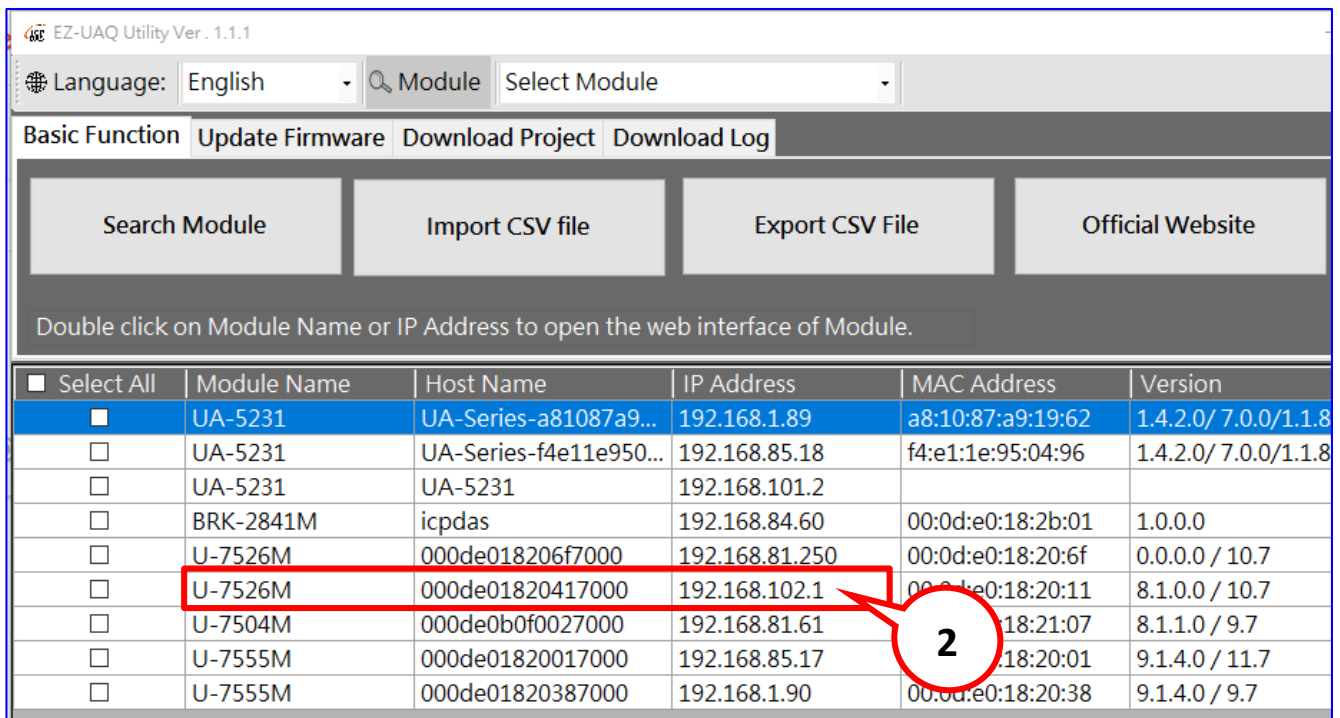 EZ-UAQ Utility Ver . 1.1.1
Language: English Module Select Module
Basic Function Update Firmware Download Project Download Log
Search Module Import CSV file Export CSV File Official Website
Double click on Module Name or IP Address to open the web interface of Module.
Select All Module Name Host Name IP Address MAC Address Version
UA-5231 UA-Series-a81087a9... 192.168.1.89 a8:10:87:a9:19:62 1.4.2.0/ 7.0.0/1.1.8
UA-5231 UA-Series-f4e11e950... 192.168.85.18 f4:e1:1e:95:04:96 1.4.2.0/ 7.0.0/1.1.8
UA-5231 UA-5231 192.168.101.2
BRK-2841M icpdas 192.168.84.60 00:0d:e0:18:2b:01 1.0.0.0
U-7526M 000de018206f7000 192.168.81.250 00:0d:e0:18:20:6f 0.0.0.0 / 10.7
U-7526M 000de01820417000 192.168.102.1 00:0d:e0:18:20:11 8.1.0.0 / 10.7
U-7504M 000de0b0f0027000 192.168.81.61 :18:21:07 8.1.1.0 / 9.7
2
U-7555M 000de01820017000 192.168.85.17 :18:20:01 9.1.4.0 / 11.7
U-7555M 000de01820387000 192.168.1.90 00:0d:e0:18:20:38 9.1.4.0 / 9.7